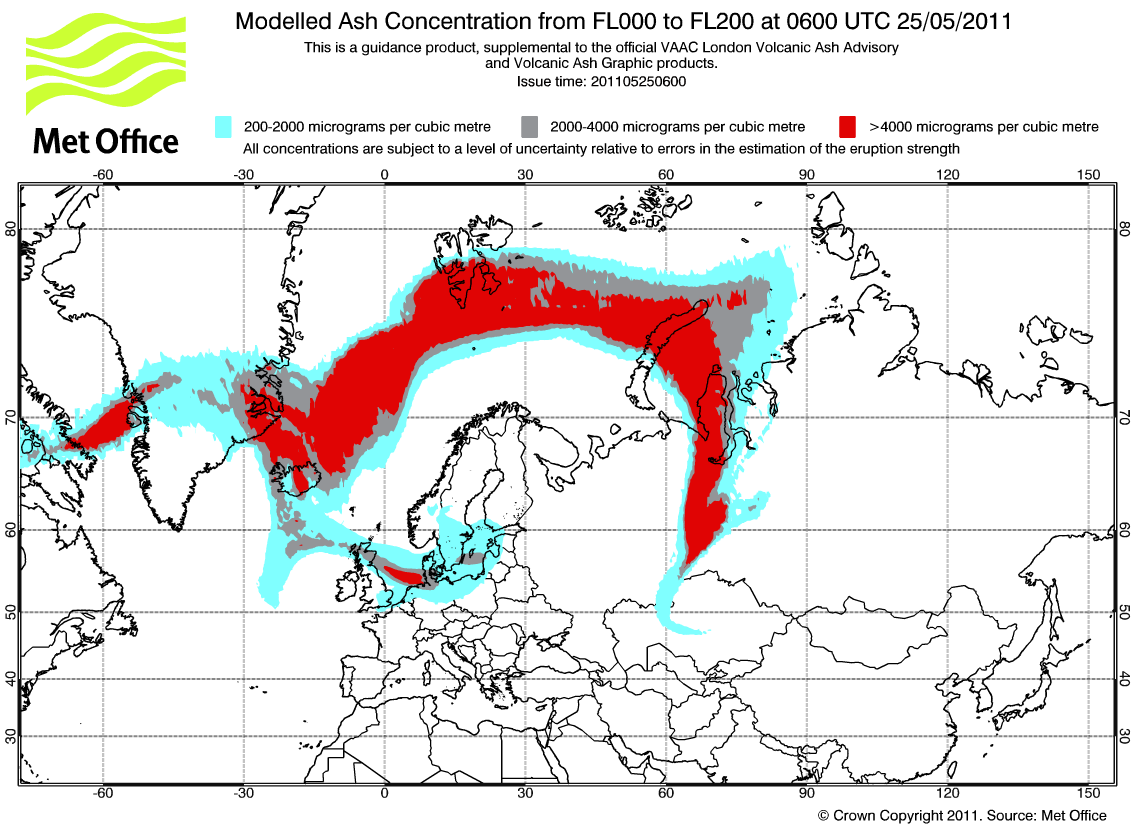 Modelled Ash Concentration from FL000 to FL200 at 0600 UTC 25/05/2011
This is a guidance product, supplemental to the official VAAC London Volcanic Ash Advisory
and Volcanic Ash Graphic products.
Issue time: 201105250600
Met Office
200-2000 micrograms per cubic metre 2000-4000 micrograms per cubic metre >4000 micrograms per cubic metre
All concentrations are subject to a level of uncertainty relative to errors in the estimation of the eruption strength
-60 -30 0 30 60 90 120 150
80 80
70 70
60 60
50 50
40 40
30 30
-60 -30 0 30 60 90 120 150
© Crown Copyright 2011. Source: Met Office